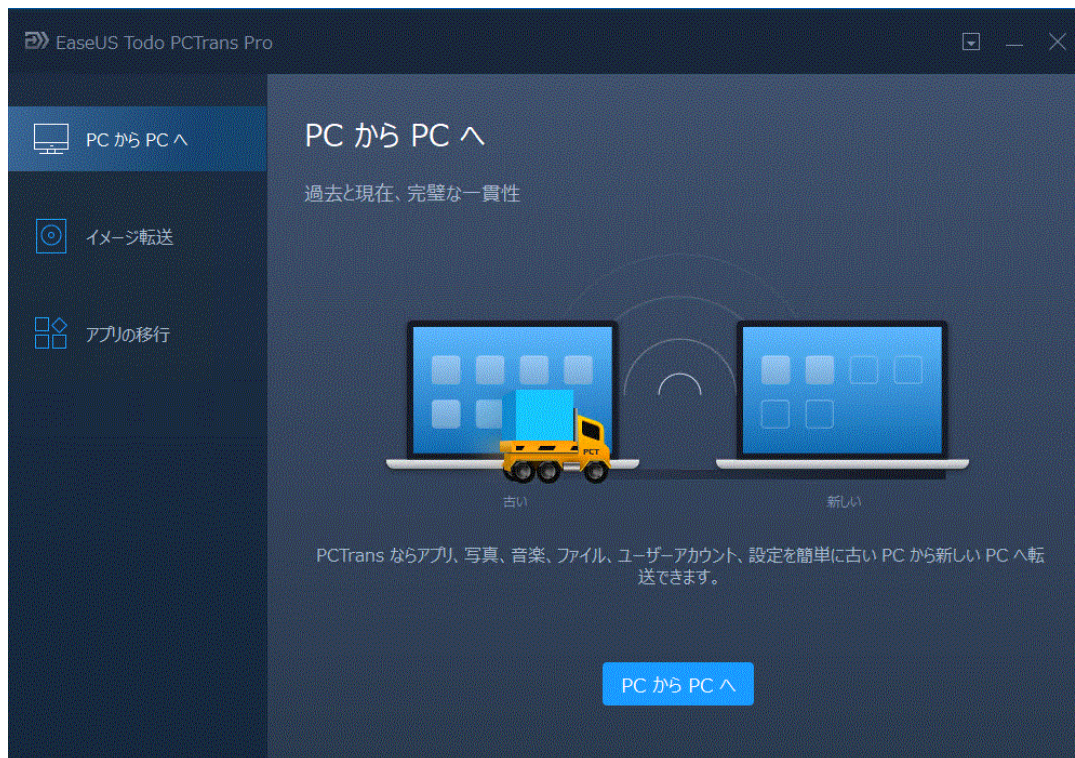 EaseUS Todo PCTrans Pro
PC から PC へ
PC から PC へ
過去と現在、完璧な一貫性
イメージ転送
アプリの移行
PCT
古い
新しい
PCTrans ならアプリ、写真、音楽、ファイル、ユーザーアカウント、設定を簡単に古い PC から新しい PC へ転
送できます。
PC から PC へ